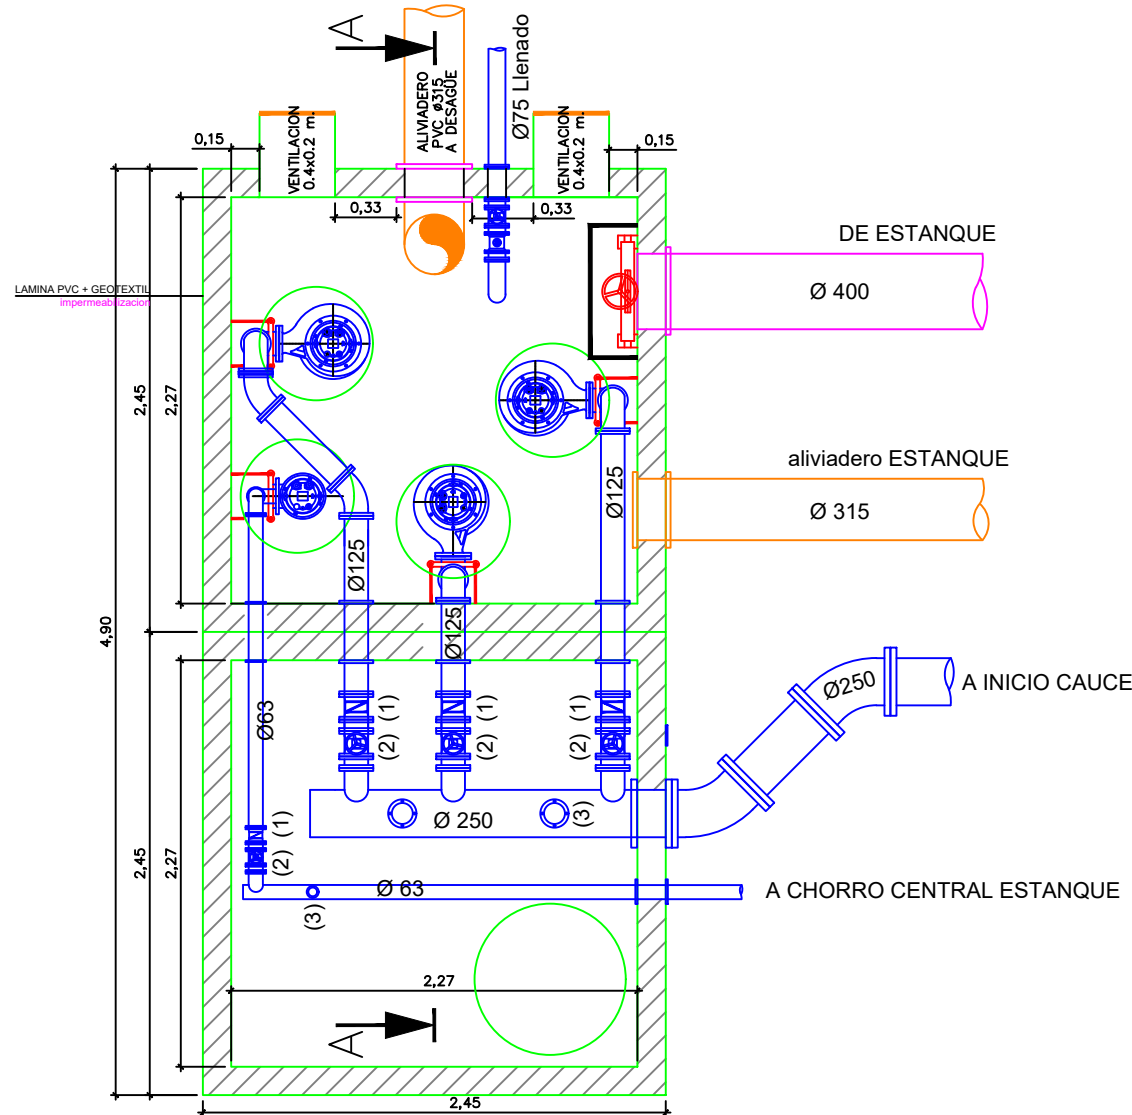 A
ALIVIADERO
PVC Ø315
A DESAGÜE
Ø75 Llenado
VENTILACION
0.4x0.2 m.
VENTILACION
0.4x0.2 m.
0,15
0,15
0,33
0,33
DE ESTANQUE
Ø 400
LAMINA PVC + GEOTEXTIL
impermeabilizacion
2,45
2,27
aliviadero ESTANQUE
Ø 315
Ø125
Ø125
Ø125
4,90
Ø63
(1)
(2)
(1)
(2)
(1)
(2)
Ø250
A INICIO CAUCE
Ø 250
(3)
(1)
(2)
2,45
2,27
Ø 63
(3)
A CHORRO CENTRAL ESTANQUE
2,27
A
2,45